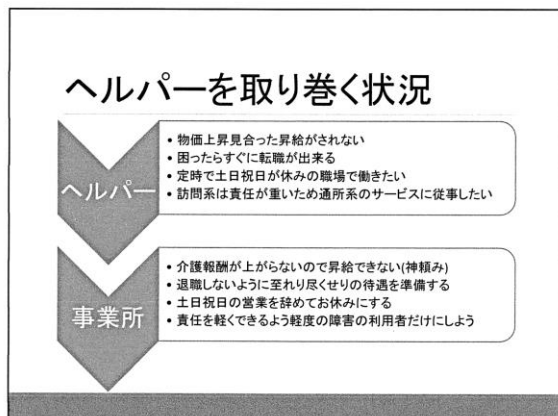 ヘルパーを取り巻く状況
ヘルパー
• 物価上昇見合った昇給がされない
• 困ったらすぐに転職が出来る
• 定時で土日祝日が休みの職場で働きたい
• 訪問系は責任が重いため通所系のサービスに従事したい
事業所
• 介護報酬が上がらないので昇給できない(神頼み)
• 退職しないように至れり尽くせりの待遇を準備する
• 土日祝日の営業を辞めてお休みにする
• 責任を軽くできるよう軽度の障害の利用者だけにしよう